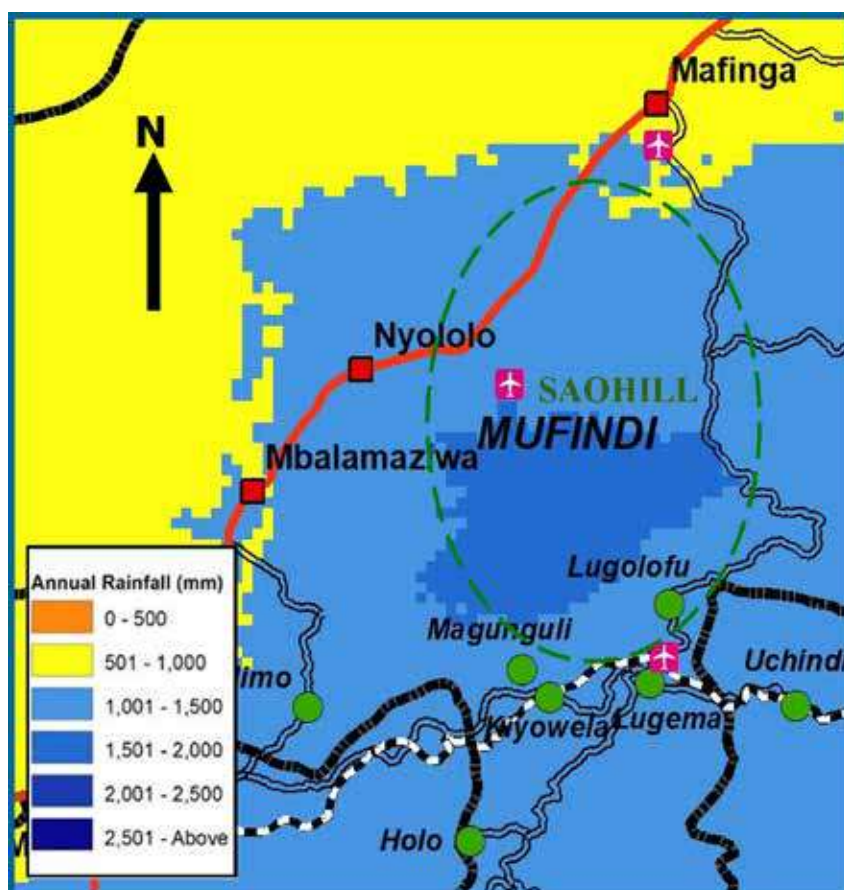 Mafinga
N
Nyololo
SAOHILL
MUFINDI
Mbalamaziwa
Annual Rainfall (mm)
0 - 500
501 - 1,000
1,001 - 1,500
1,501 - 2,000
2,001 - 2,500
2,501 - Above
Lugolofu
Magunguli
Uchindi
Kiyowela
Lugema
Holo